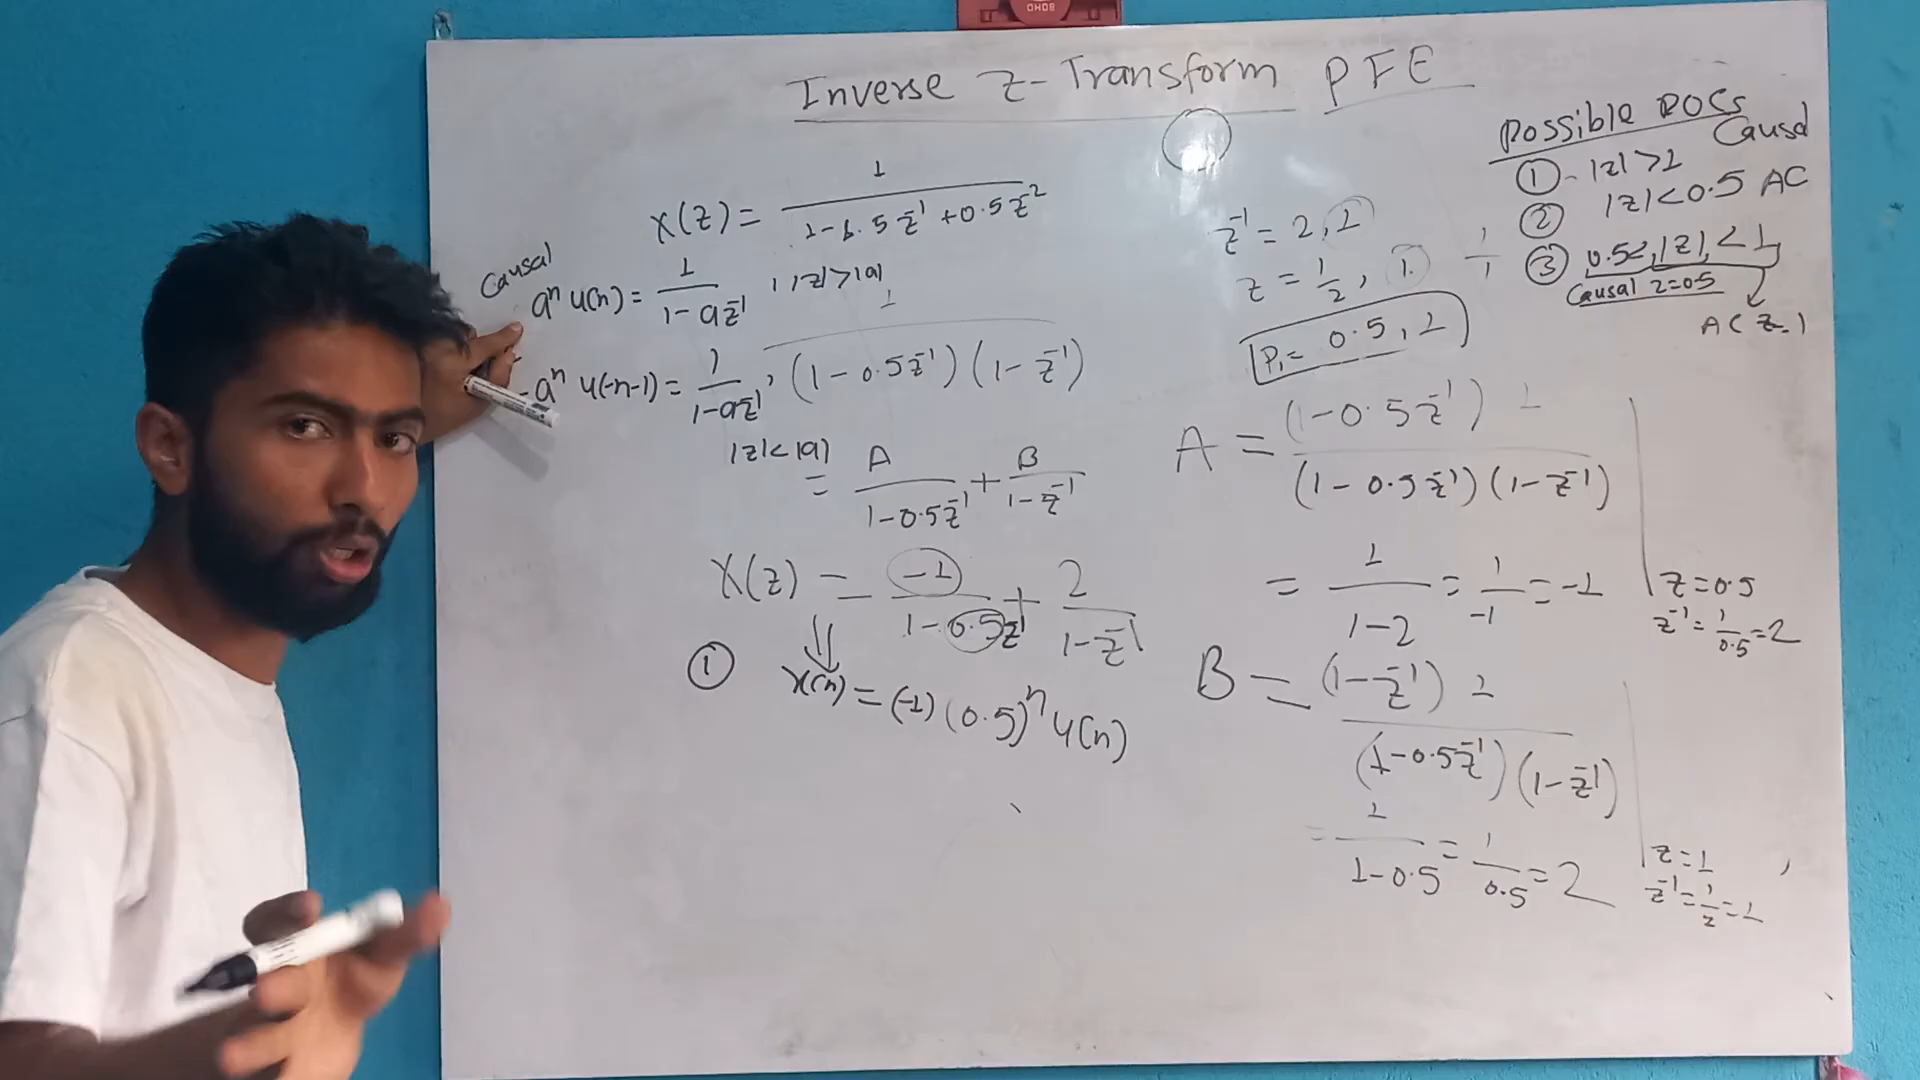 Inverse z-Transform PFE
X(z) = 1 / 1-1.5z^-1 + 0.5z^-2
Causal
a^n u(n) = 1 / 1-az^-1 , |z|>|a|
-a^n u(-n-1) = 1 / 1-az^-1 , |z|<|a|
1 / (1-0.5z^-1)(1-z^-1)
= A / 1-0.5z^-1 + B / 1-z^-1
X(z) = -1 / 1-0.5z^-1 + 2 / 1-z^-1
① x(n) = (-1)(0.5)^n u(n)
z^-1 = 2, 1
z = 1/2, 1. 1/1
P1 = 0.5, 1
Possible ROCs
① - |z|>1 Causal
② |z|<0.5 AC
③ 0.5<|z|<1
Causal z=0.5
AC z=1
A = (1-0.5z^-1) 1 / (1-0.5z^-1)(1-z^-1)
= 1 / 1-2 = 1 / -1 = -1
z=0.5
z^-1 = 1/0.5 = 2
B = (1-z^-1) 1 / (1-0.5z^-1)(1-z^-1)
= 1 / 1-0.5 = 1 / 0.5 = 2
z=1
z^-1 = 1/z = 1